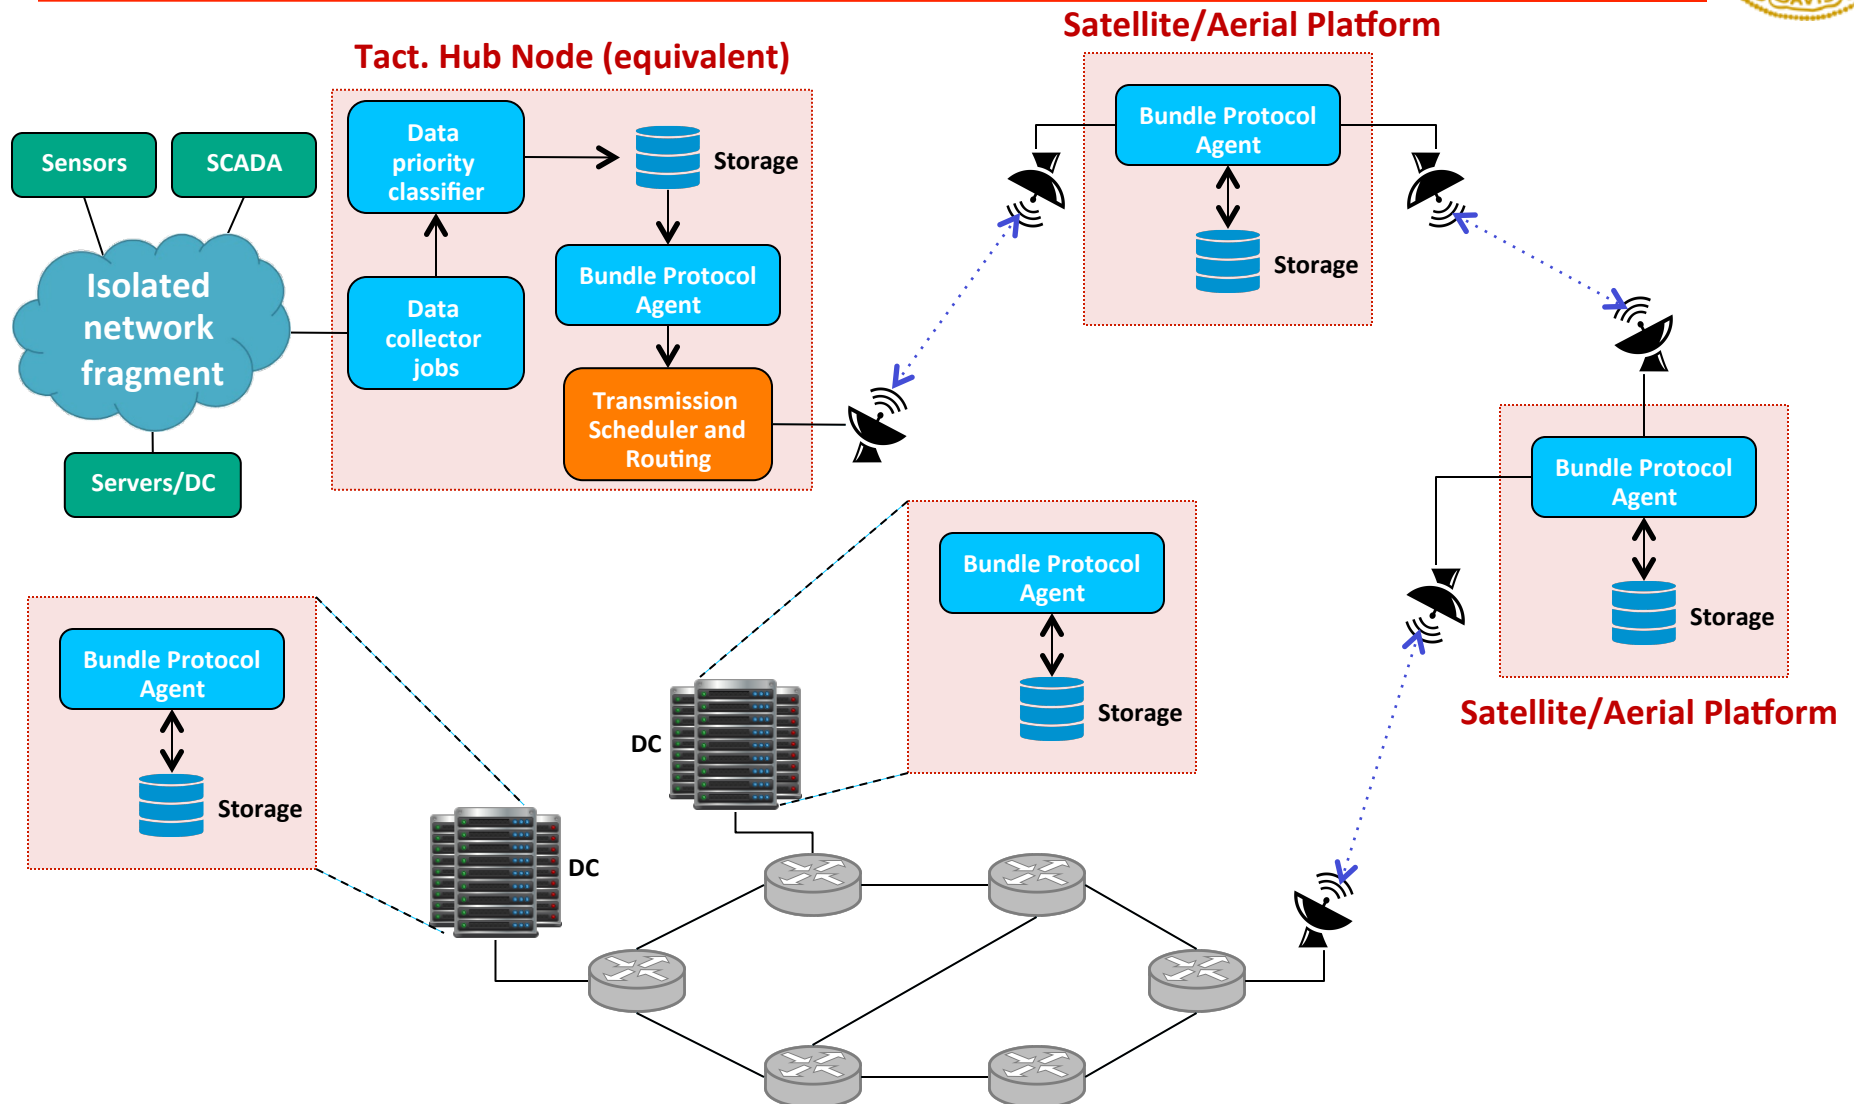 Satellite/Aerial Platform
Tact. Hub Node (equivalent)
Data
priority
classifier
Storage
Bundle Protocol
Agent
Sensors
SCADA
Isolated
network
fragment
Data
collector
jobs
Bundle Protocol
Agent
Storage
Transmission
Scheduler and
Routing
Servers/DC
Bundle Protocol
Agent
Storage
Satellite/Aerial Platform
Bundle Protocol
Agent
Storage
DC
Bundle Protocol
Agent
Storage
DC
DAVIS